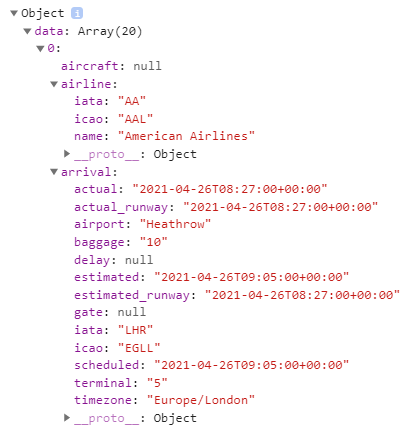 Object i
data: Array(20)
0:
aircraft: null
airline:
iata: "AA"
icao: "AAL"
name: "American Airlines"
__proto__: Object
arrival:
actual: "2021-04-26T08:27:00+00:00"
actual_runway: "2021-04-26T08:27:00+00:00"
airport: "Heathrow"
baggage: "10"
delay: null
estimated: "2021-04-26T09:05:00+00:00"
estimated_runway: "2021-04-26T08:27:00+00:00"
gate: null
iata: "LHR"
icao: "EGLL"
scheduled: "2021-04-26T09:05:00+00:00"
terminal: "5"
timezone: "Europe/London"
__proto__: Object